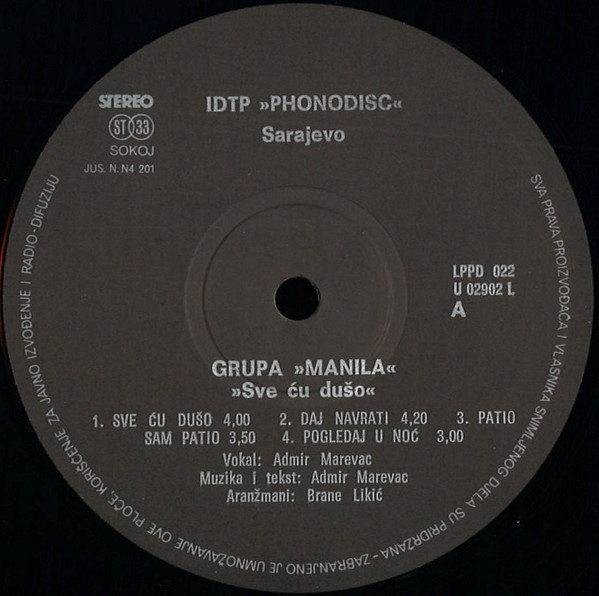 STEREO
ST 33
SOKOJ
JUS. N. N4 201
IDTP »PHONODISC«
Sarajevo
LPPD 022
U 02902 L
A
GRUPA »MANILA«
»Sve ću dušo«
1. SVE ĆU DUŠO 4,00 2. DAJ NAVRATI 4,20 3. PATIO
SAM PATIO 3,50 4. POGLEDAJ U NOĆ 3,00
Vokal: Admir Marevac
Muzika i tekst: Admir Marevac
Aranžmani: Brane Likić
SVA PRAVA PROIZVOĐAČA I VLASNIKA SNIMLJENOG DJELA SU PRIDRŽANA - ZABRANJENO JE UMNOŽAVANJE OVE PLOČE, KORIŠĆENJE ZA JAVNO IZVOĐENJE I RADIO-DIFUZIJU